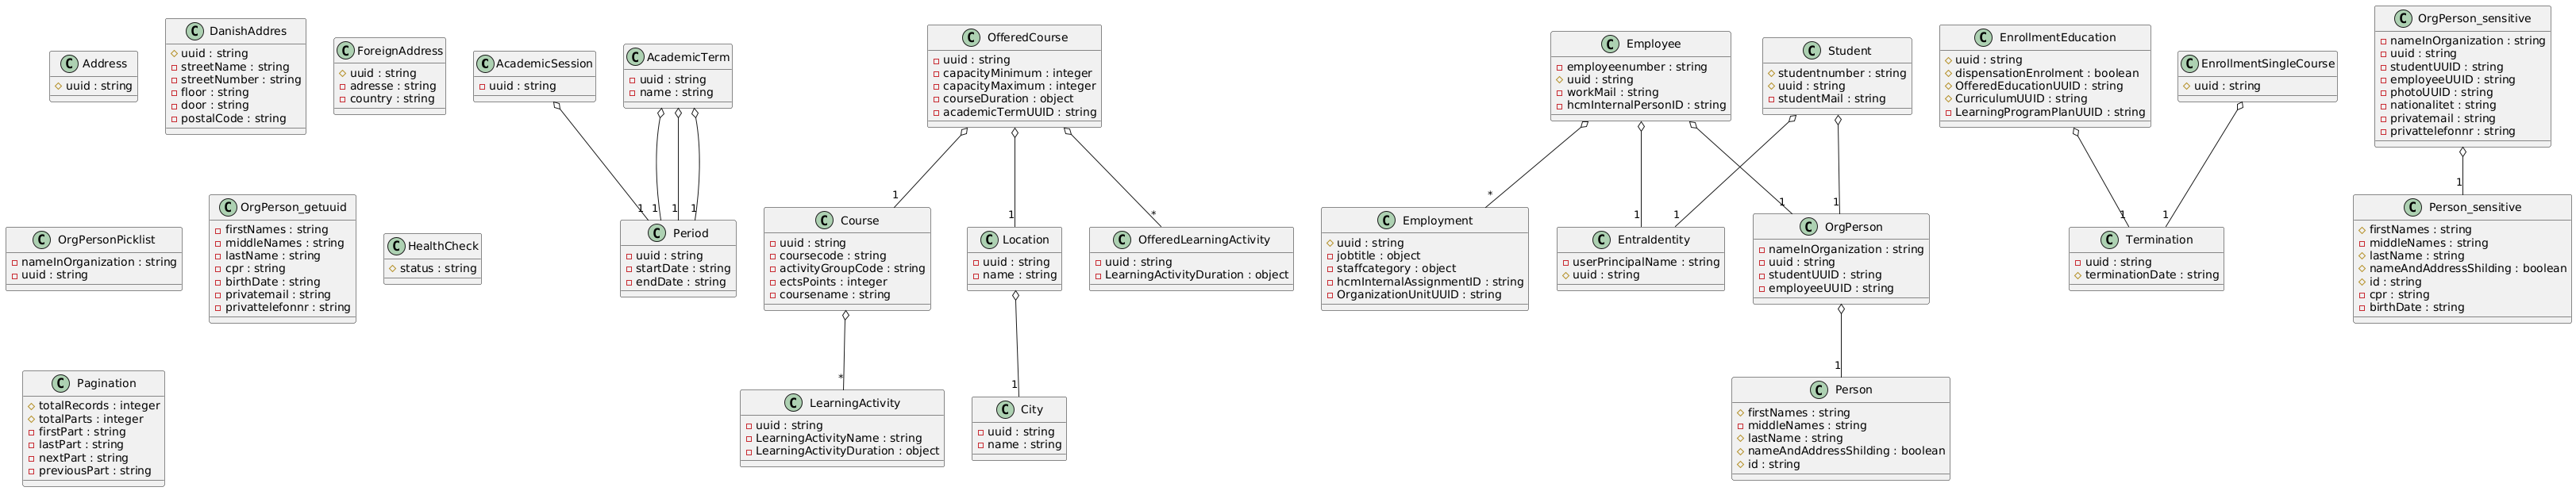 Address
uuid : string
DanishAddres
uuid : string
streetName : string
streetNumber : string
floor : string
door : string
postalCode : string
ForeignAddress
uuid : string
adresse : string
country : string
AcademicSession
uuid : string
AcademicTerm
uuid : string
name : string
OfferedCourse
uuid : string
capacityMinimum : integer
capacityMaximum : integer
courseDuration : object
academicTermUUID : string
Employee
employeenumber : string
uuid : string
workMail : string
hcmInternalPersonID : string
Student
studentnumber : string
uuid : string
studentMail : string
EnrollmentEducation
uuid : string
dispensationEnrolment : boolean
OfferedEducationUUID : string
CurriculumUUID : string
LearningProgramPlanUUID : string
EnrollmentSingleCourse
uuid : string
OrgPerson_sensitive
nameInOrganization : string
uuid : string
studentUUID : string
employeeUUID : string
photoUUID : string
nationalitet : string
privatemail : string
privattelefonnr : string
1
1
1
1
1
1
*
*
1
1
1
1
1
1
1
OrgPersonPicklist
nameInOrganization : string
uuid : string
OrgPerson_getuuid
firstNames : string
middleNames : string
lastName : string
cpr : string
birthDate : string
privatemail : string
privattelefonnr : string
HealthCheck
status : string
Period
uuid : string
startDate : string
endDate : string
Course
uuid : string
coursecode : string
activityGroupCode : string
ectsPoints : integer
coursename : string
Location
uuid : string
name : string
OfferedLearningActivity
uuid : string
LearningActivityDuration : object
Employment
uuid : string
jobtitle : object
staffcategory : object
hcmInternalAssignmentID : string
OrganizationUnitUUID : string
EntraIdentity
userPrincipalName : string
uuid : string
OrgPerson
nameInOrganization : string
uuid : string
studentUUID : string
employeeUUID : string
Termination
uuid : string
terminationDate : string
Person_sensitive
firstNames : string
middleNames : string
lastName : string
nameAndAddressShilding : boolean
id : string
cpr : string
birthDate : string
*
1
1
Pagination
totalRecords : integer
totalParts : integer
firstPart : string
lastPart : string
nextPart : string
previousPart : string
LearningActivity
uuid : string
LearningActivityName : string
LearningActivityDuration : object
City
uuid : string
name : string
Person
firstNames : string
middleNames : string
lastName : string
nameAndAddressShilding : boolean
id : string